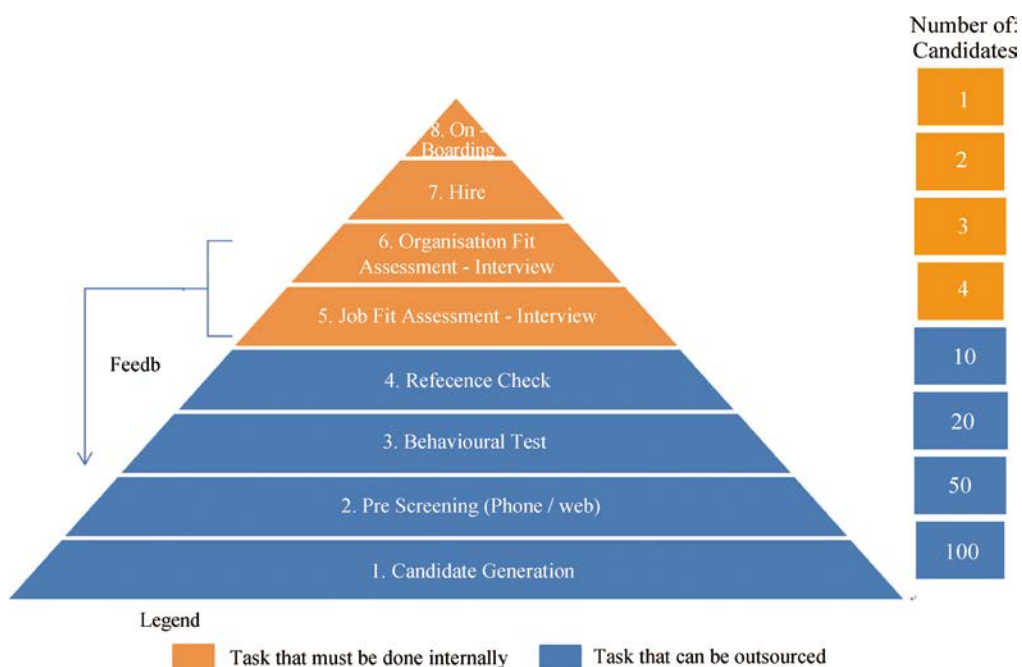 Number of:
Candidates
1
8. On -
Boarding
2
7. Hire
3
6. Organisation Fit
Assessment - Interview
4
5. Job Fit Assessment - Interview
Feedb
10
4. Refecence Check
20
3. Behavioural Test
50
2. Pre Screening (Phone / web)
100
1. Candidate Generation
Legend
Task that must be done internally
Task that can be outsourced